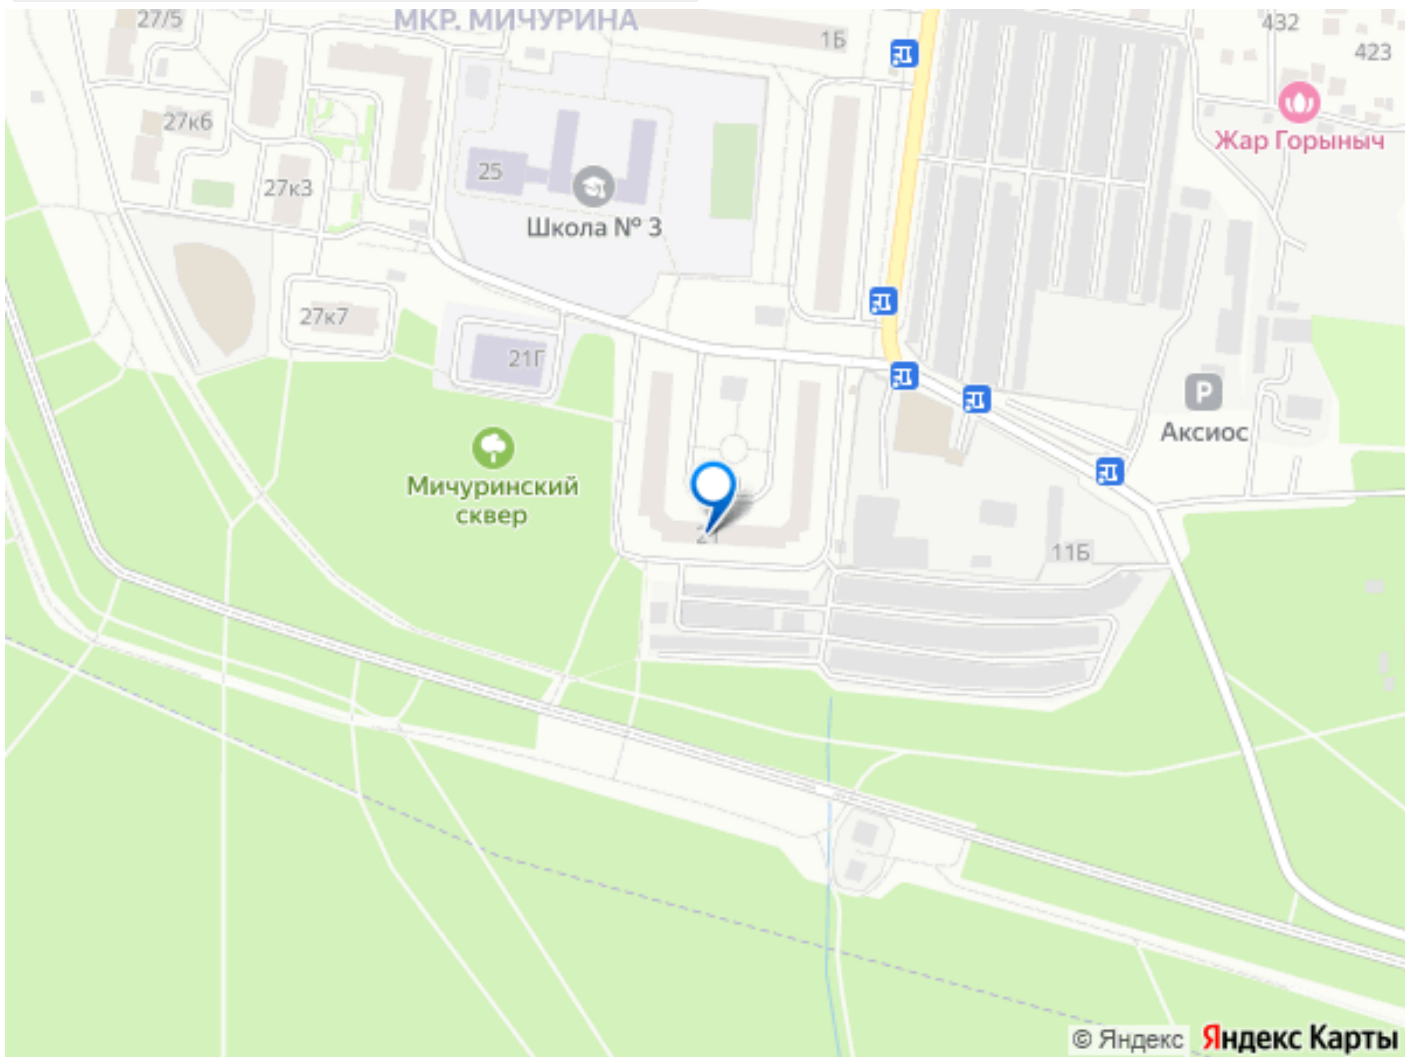 27/5
МКР. МИЧУРИНА
1Б
432
423
Жар Горыныч
27к6
25
27к3
Школа № 3
27к7
21Г
Аксиос
Мичуринский
сквер
21
11Б
© Яндекс
Яндекс Карты